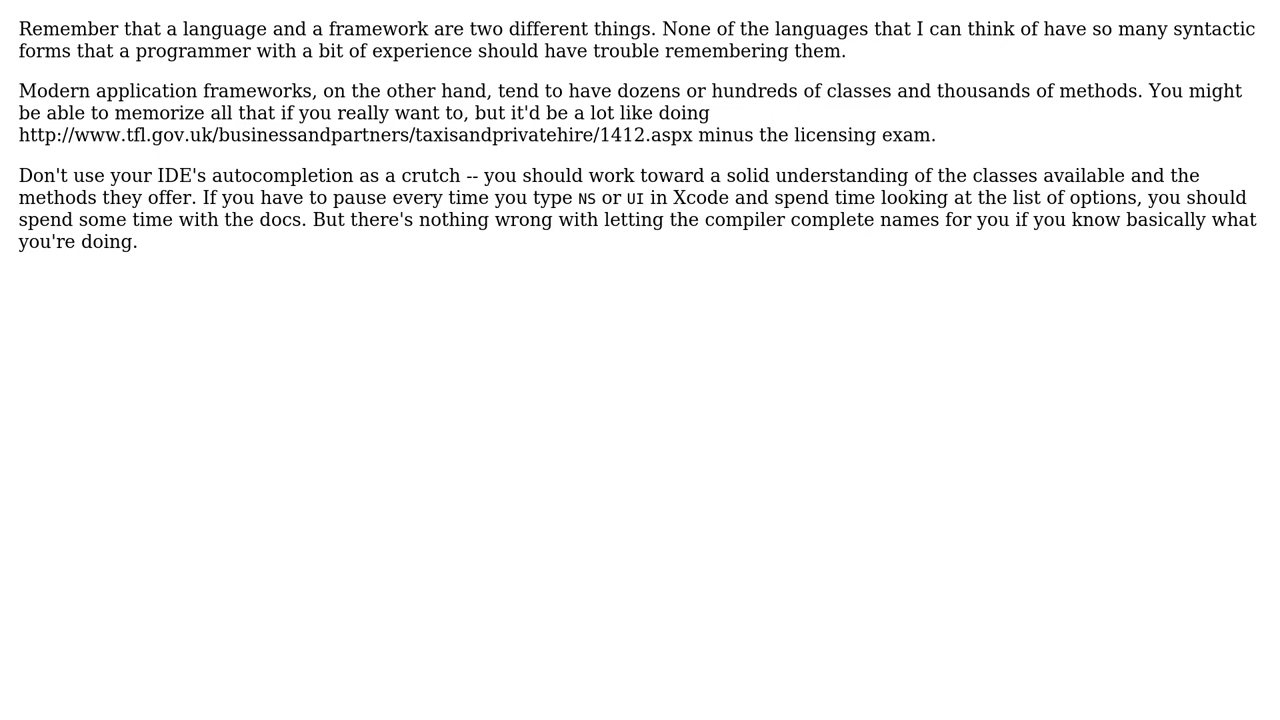 Remember that a language and a framework are two different things. None of the languages that I can think of have so many syntactic
forms that a programmer with a bit of experience should have trouble remembering them.
Modern application frameworks, on the other hand, tend to have dozens or hundreds of classes and thousands of methods. You might
be able to memorize all that if you really want to, but it'd be a lot like doing
http://www.tfl.gov.uk/businessandpartners/taxisandprivatehire/1412.aspx minus the licensing exam.
Don't use your IDE's autocompletion as a crutch -- you should work toward a solid understanding of the classes available and the
methods they offer. If you have to pause every time you type NS or UI in Xcode and spend time looking at the list of options, you should
spend some time with the docs. But there's nothing wrong with letting the compiler complete names for you if you know basically what
you're doing.